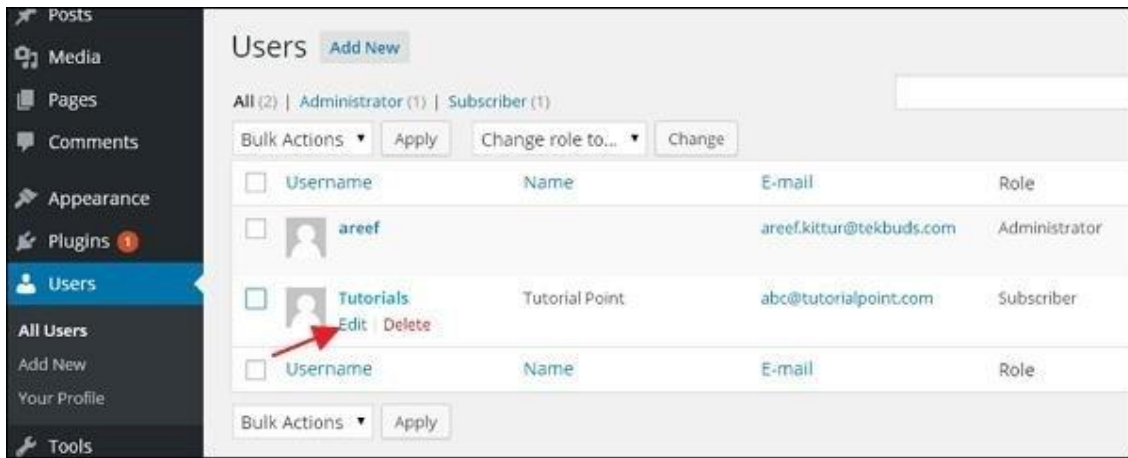 Posts
Media
Pages
Comments
Appearance
Plugins 1
Users
All Users
Add New
Your Profile
Tools
Users Add New
All (2) | Administrator (1) | Subscriber (1)
Bulk Actions Apply Change role to... Change
Username Name E-mail Role
areef areef.kittur@tekbuds.com Administrator
Tutorials Tutorial Point abc@tutorialpoint.com Subscriber
Edit | Delete
Username Name E-mail Role
Bulk Actions Apply